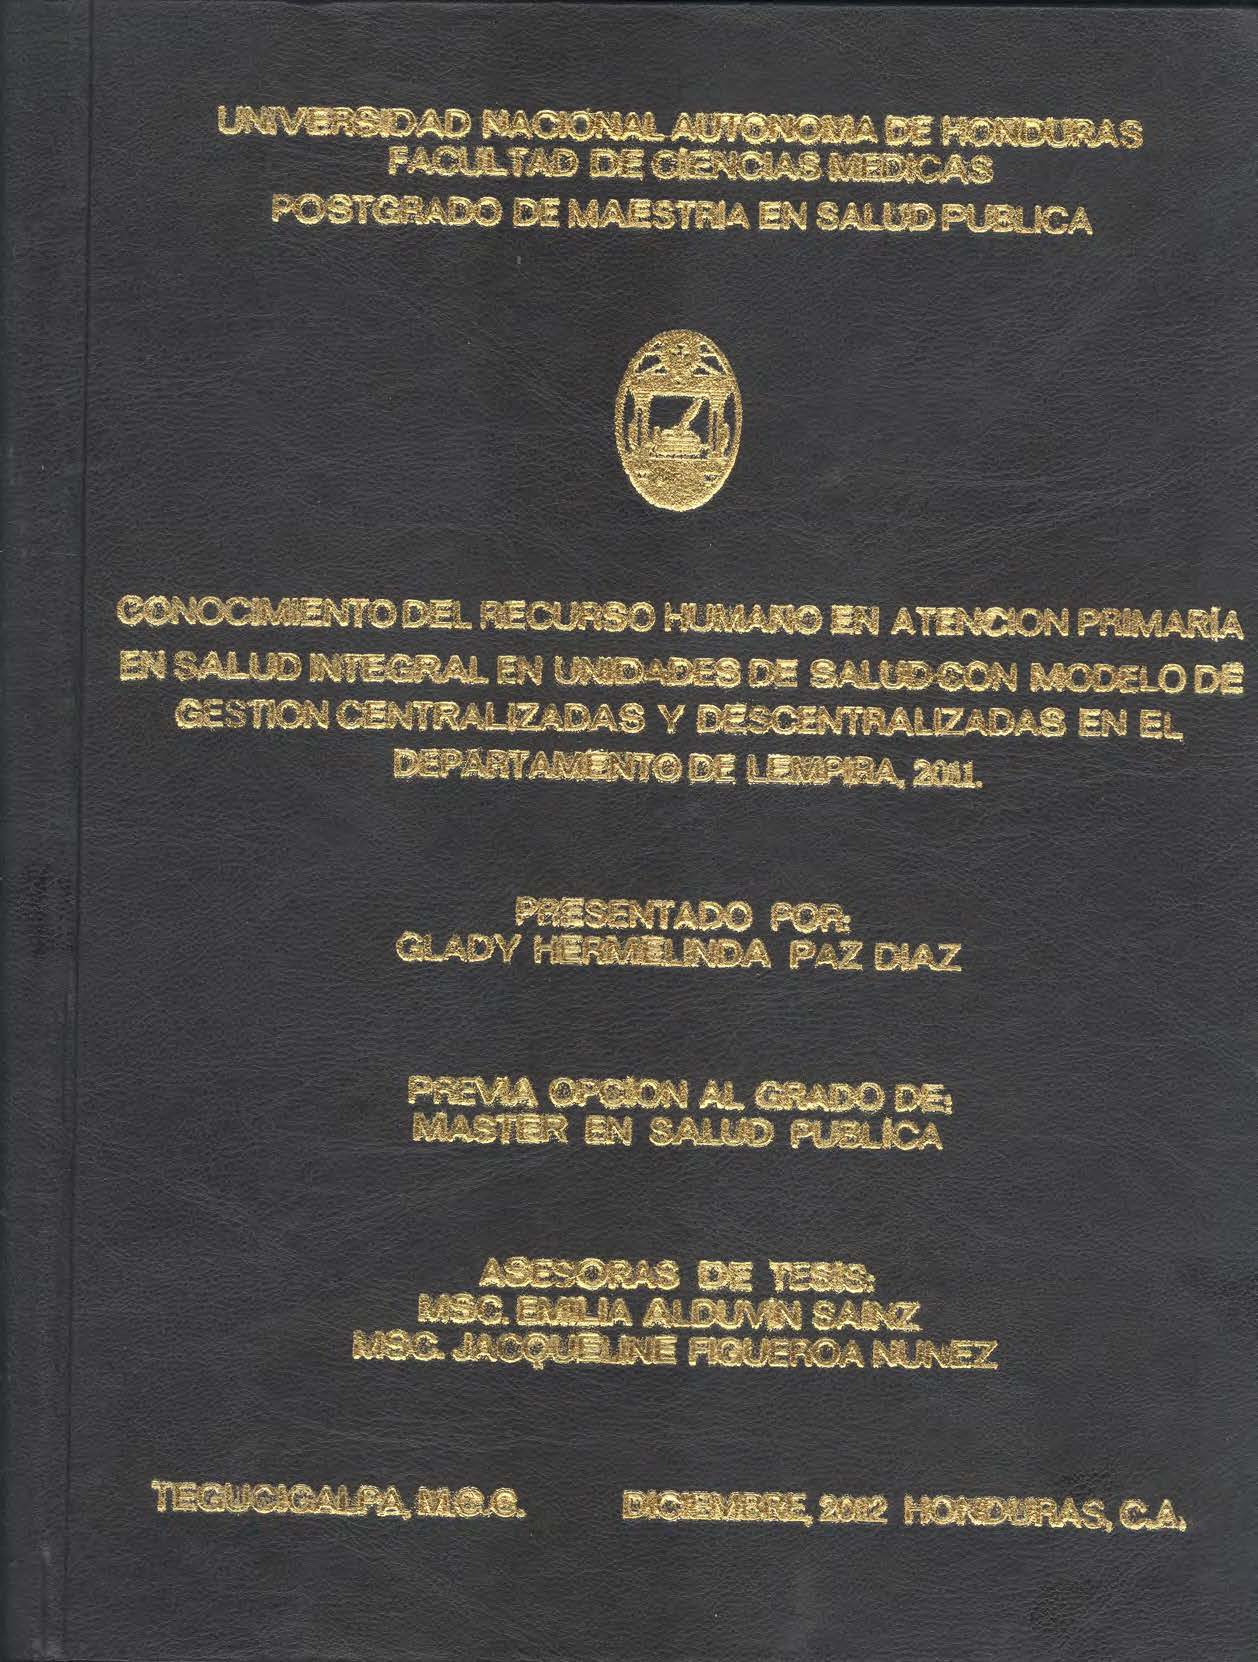 UNIVERSIDAD NACIONAL AUTONOMA DE HONDURAS
FACULTAD DE CIENCIAS MEDICAS
POSTGRADO DE MAESTRIA EN SALUD PUBLICA
CONOCIMIENTO DEL RECURSO HUMANO EN ATENCION PRIMARÍA
EN SALUD INTEGRAL EN UNIDADES DE SALUD CON MODELO DE
GESTION CENTRALIZADAS Y DESCENTRALIZADAS EN EL
DEPARTAMENTO DE LEMPIRA, 2011.
PRESENTADO POR:
GLADY HERMELINDA PAZ DIAZ
PREVIA OPCION AL GRADO DE:
MASTER EN SALUD PUBLICA
ASESORAS DE TESIS:
MSC. EMILIA ALDUVIN SAINZ
MSC. JACQUELINE FIGUEROA NUNEZ
TEGUCIGALPA, M.D.C. DICIEMBRE, 2012 HONDURAS, C.A.